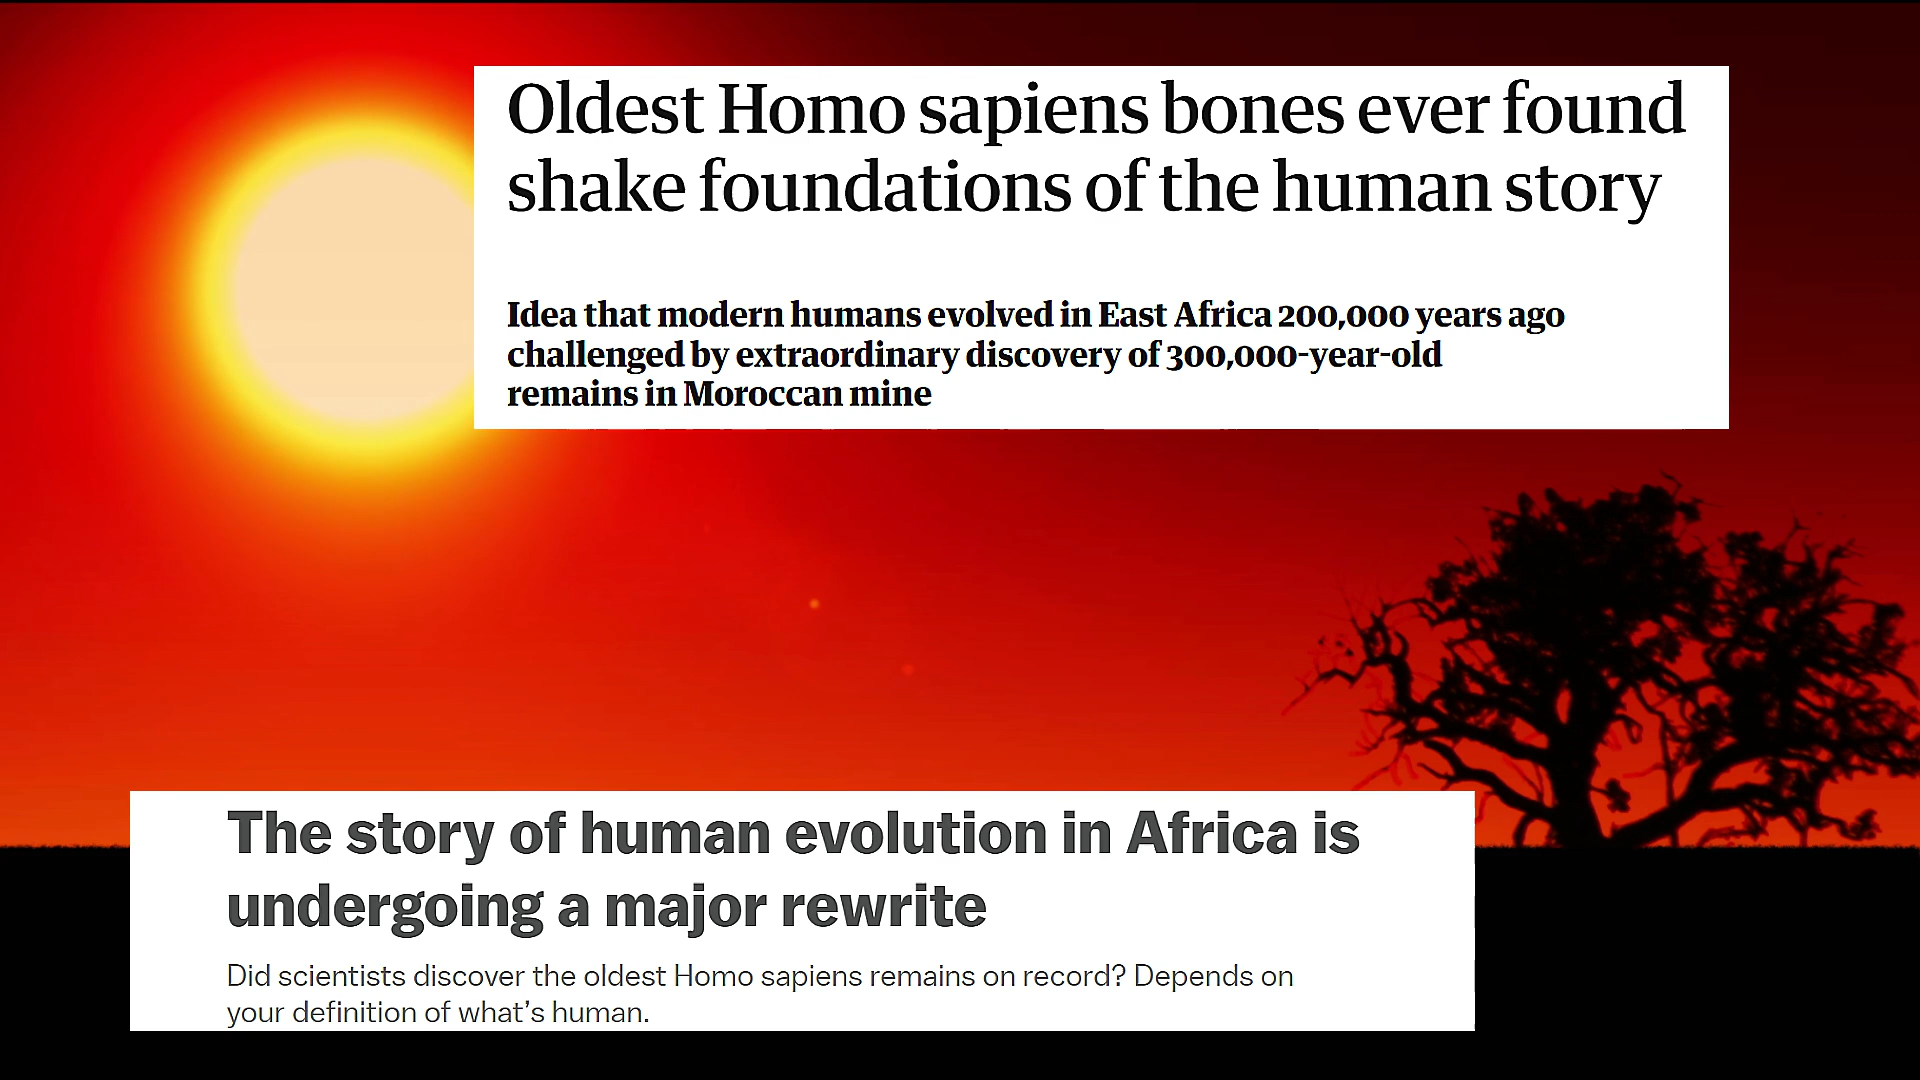 Oldest Homo sapiens bones ever found
shake foundations of the human story
Idea that modern humans evolved in East Africa 200,000 years ago
challenged by extraordinary discovery of 300,000-year-old
remains in Moroccan mine
The story of human evolution in Africa is
undergoing a major rewrite
Did scientists discover the oldest Homo sapiens remains on record? Depends on
your definition of what’s human.